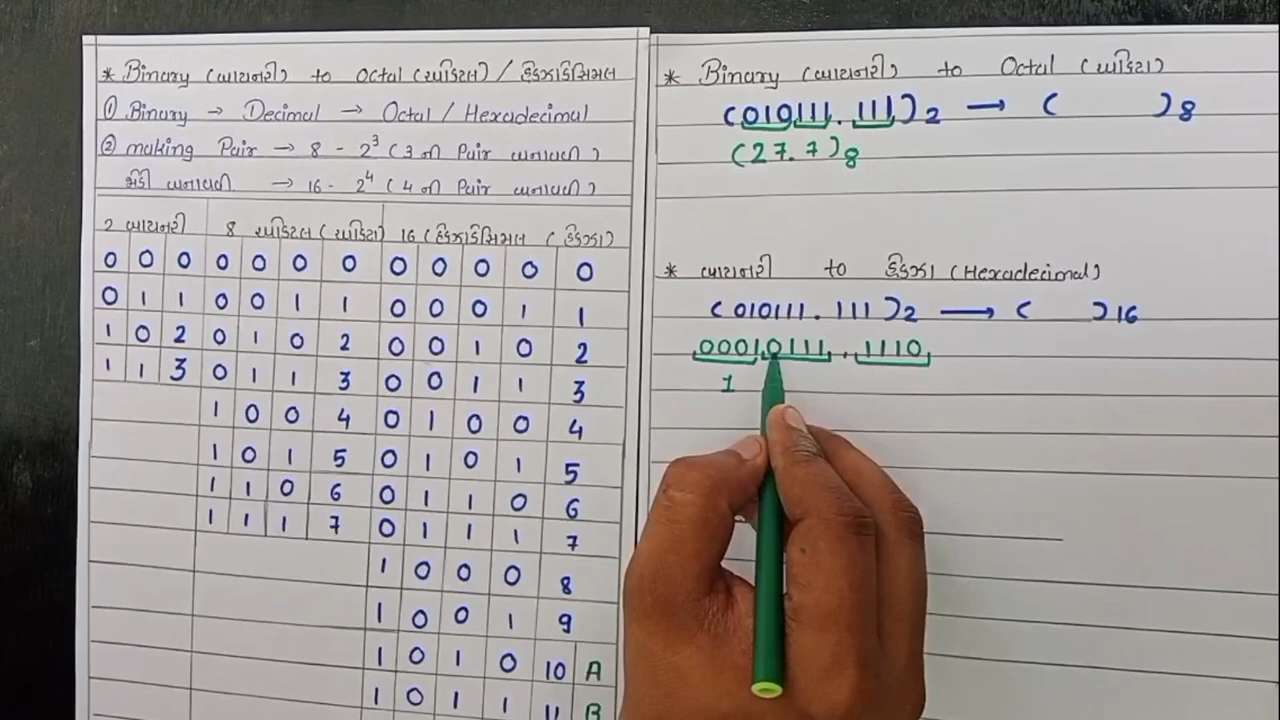 * Binary (બાયનરી) to Octal (ઓક્ટિલ) / હેક્ઝાડેસિમલ
① Binary → Decimal → Octal / Hexadecimal
② making Pair → 8 - 2³ (3 ની Pair બનાવવી)
બનાવવી → 16 - 2⁴ (4 ની Pair બનાવવી)
2 બાયનરી 8 16
0 0 0 0 0 0 0 0 0 0 0 0
0 1 1 0 0 1 1 0 0 0 1 1
1 0 2 0 1 0 2 0 0 1 0 2
1 1 3 0 1 1 3 0 0 1 1 3
1 0 0 4 0 1 0 0 4
1 0 1 5 0 1 0 1 5
1 1 0 6 0 1 1 0 6
1 1 1 7 0 1 1 1 7
1 0 0 0 8
1 0 0 1 9
1 0 1 0 10 A
1 0 1 1 11 B
* Binary (બાયનરી) to Octal
(010111.111)2 → ( )8
(27.7)8
* બાયનરી to હેક્ઝા (Hexadecimal)
(010111.111)2 → ( )16
00010111.1110
1